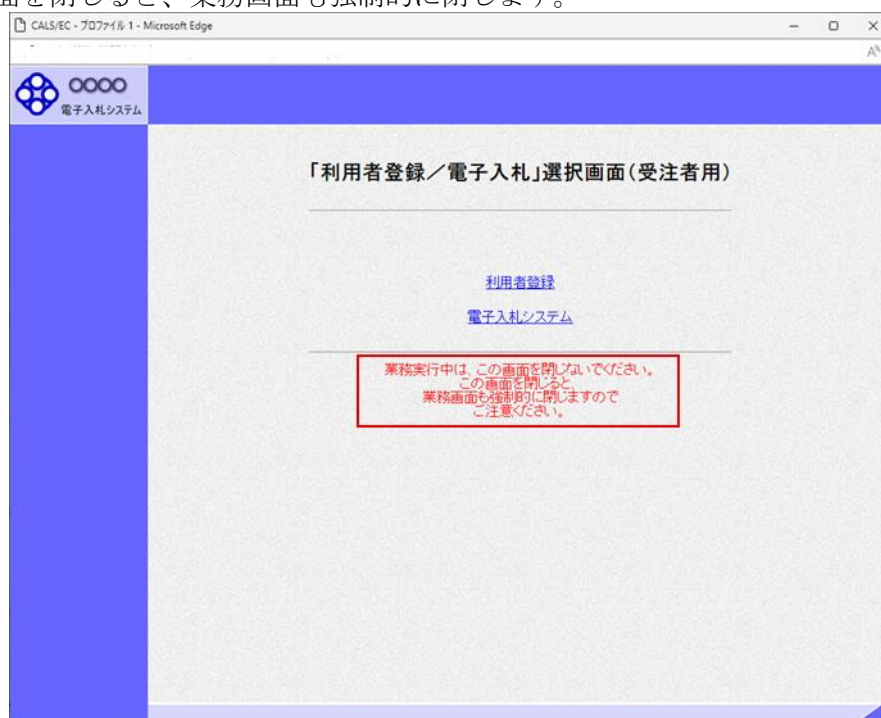 面を閉じると、業務画面も強制的に閉じます。
CALS/EC - プロファイル 1 - Microsoft Edge
○○○○
電子入札システム
「利用者登録／電子入札」選択画面（受注者用）
利用者登録
電子入札システム
業務実行中は、この画面を閉じないでください。
この画面を閉じると、
業務画面も強制的に閉じますので
ご注意ください。